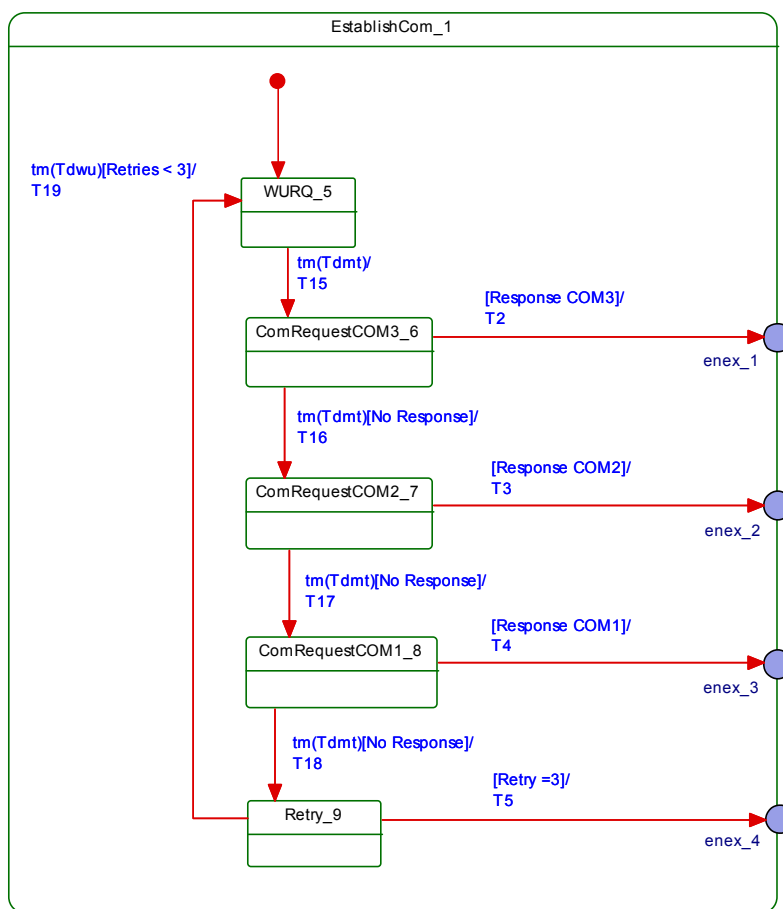 EstablishCom_1
tm(Tdwu)[Retries < 3]/
T19
WURQ_5
tm(Tdmt)/
T15
[Response COM3]/
T2
ComRequestCOM3_6
enex_1
tm(Tdmt)[No Response]/
T16
[Response COM2]/
T3
ComRequestCOM2_7
enex_2
tm(Tdmt)[No Response]/
T17
[Response COM1]/
T4
ComRequestCOM1_8
enex_3
tm(Tdmt)[No Response]/
T18
[Retry =3]/
T5
Retry_9
enex_4